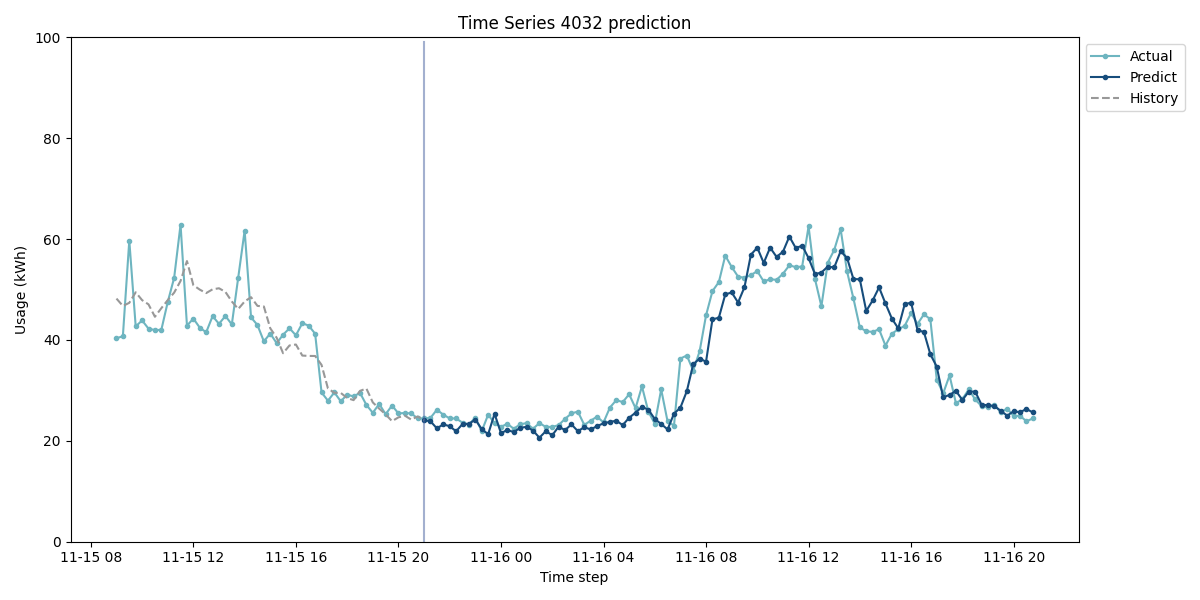 Time Series 4032 prediction
100
80
60
40
20
0
Usage (kWh)
11-15 08
11-15 12
11-15 16
11-15 20
11-16 00
11-16 04
11-16 08
11-16 12
11-16 16
11-16 20
Time step
Actual
Predict
History